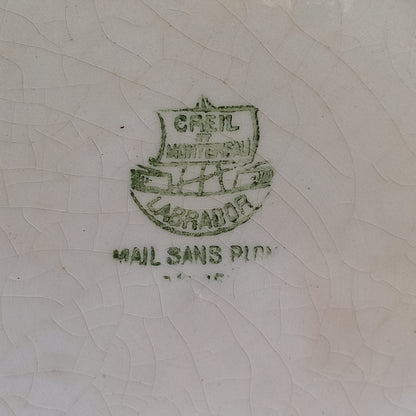 CREIL
ET
MONTEREAU
LABRADOR
MAIL SANS PLOM